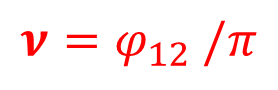 𝝂 = 𝜑₁₂ /𝜋